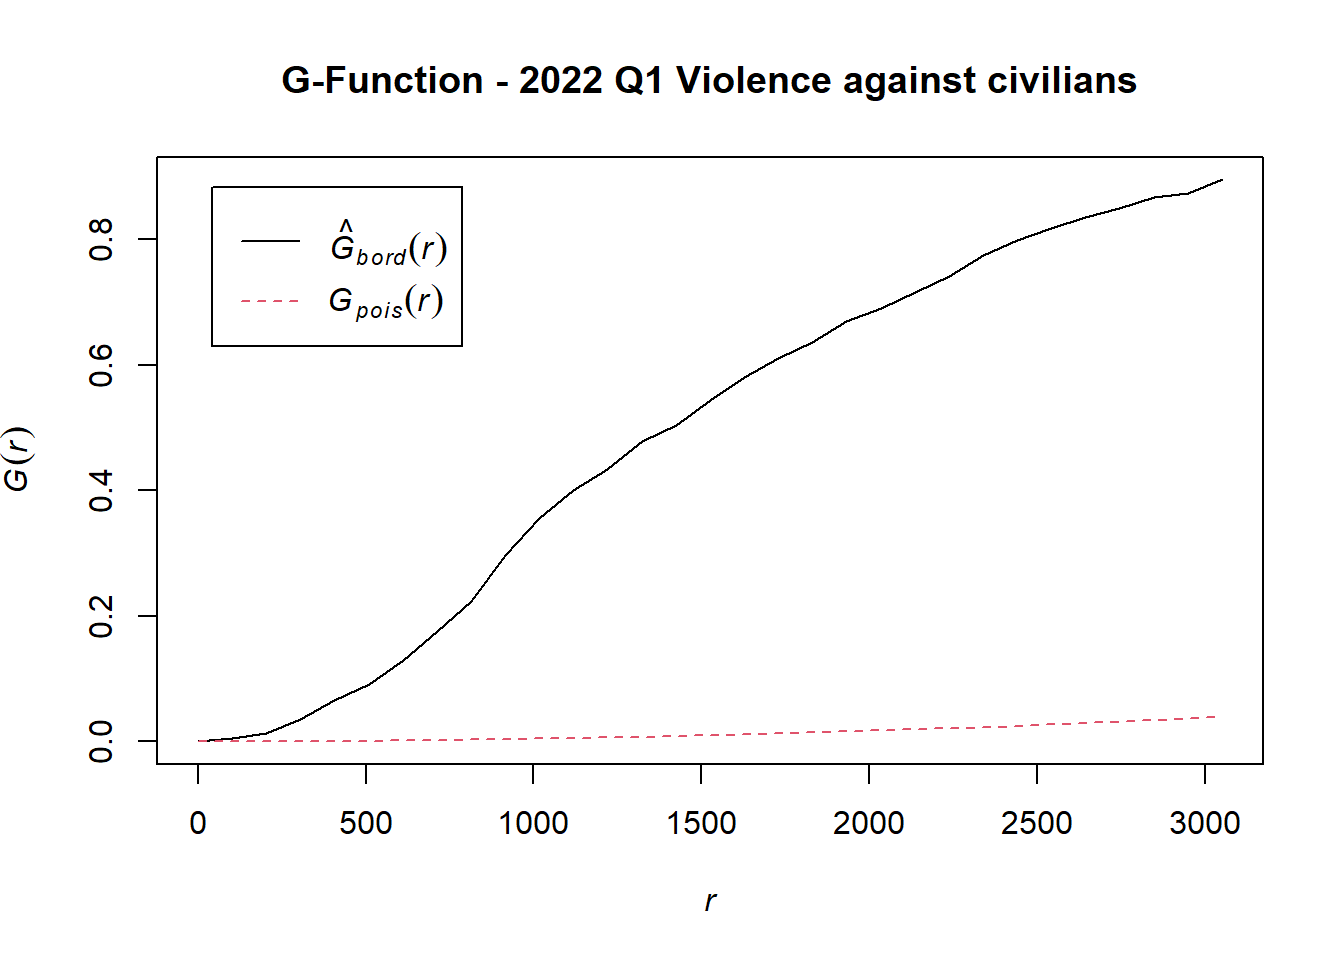 G-Function - 2022 Q1 Violence against civilians
Ĝbord(r)
Gpois(r)
G(r)
0.8
0.6
0.4
0.2
0.0
0 500 1000 1500 2000 2500 3000
r